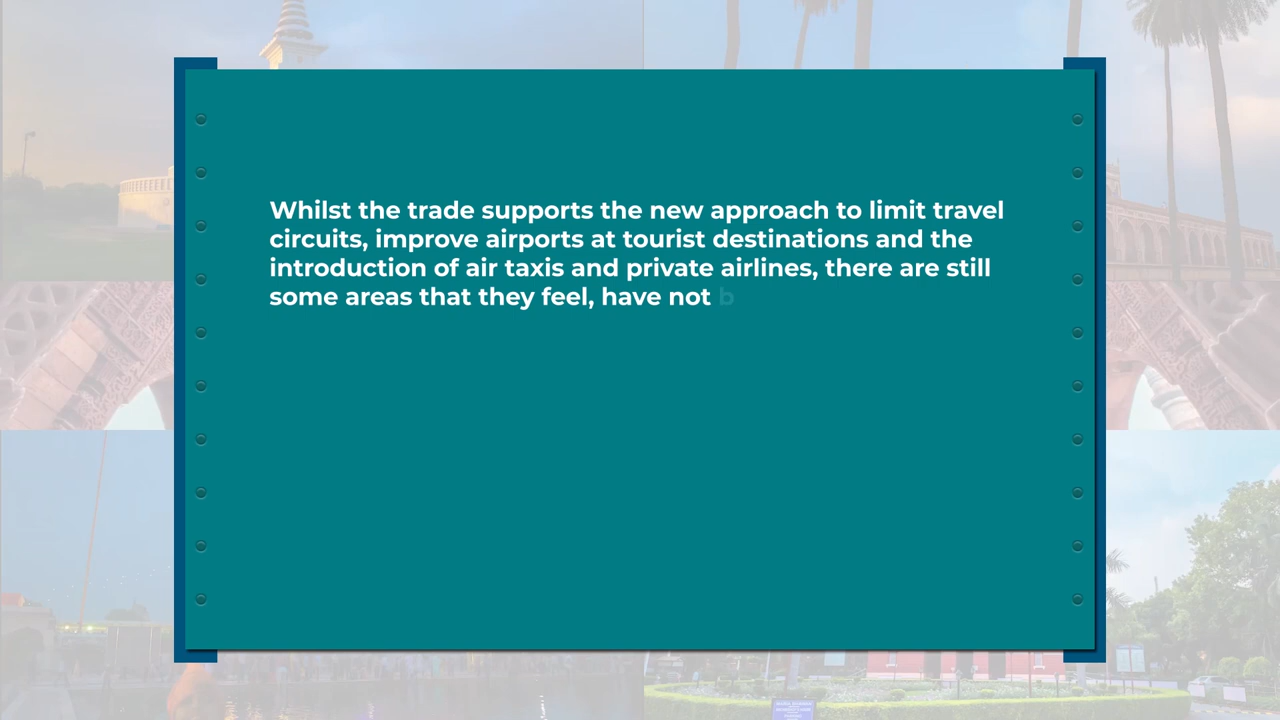 Whilst the trade supports the new approach to limit travel
circuits, improve airports at tourist destinations and the
introduction of air taxis and private airlines, there are still
some areas that they feel, have not b